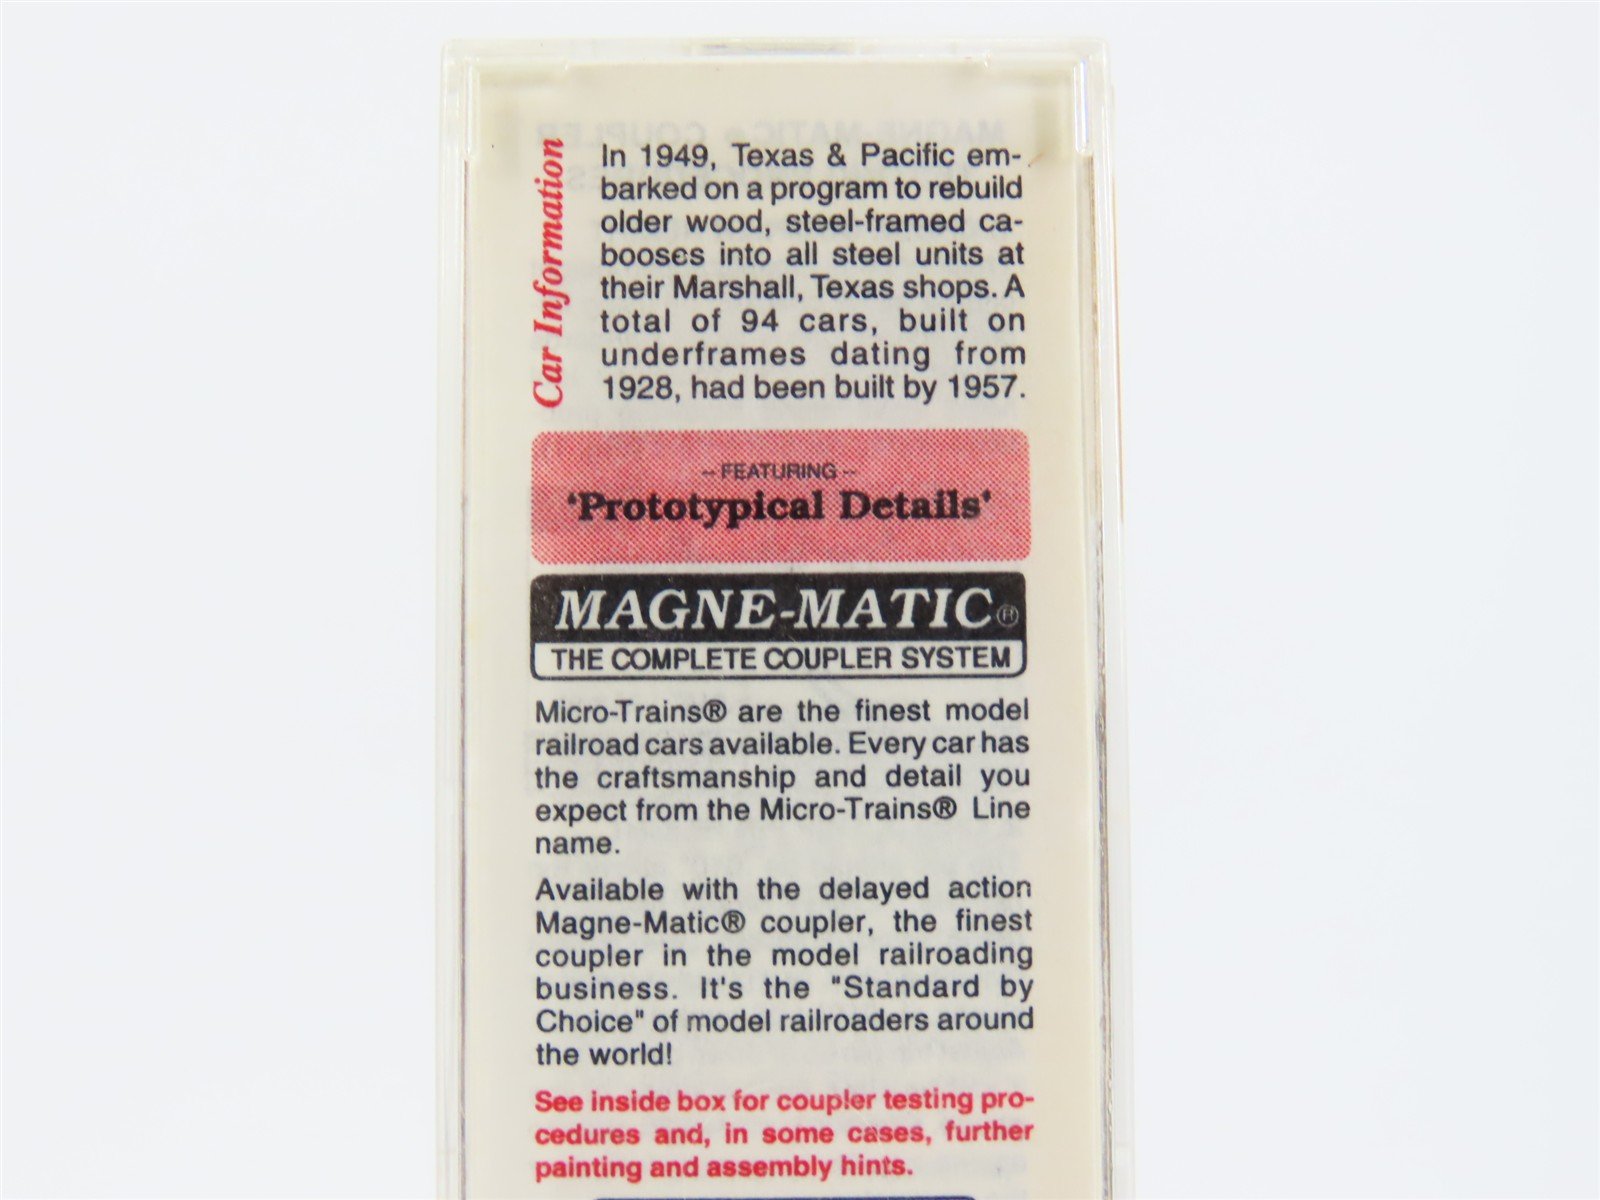 Car Information
In 1949, Texas & Pacific em-
barked on a program to rebuild
older wood, steel-framed ca-
booses into all steel units at
their Marshall, Texas shops. A
total of 94 cars, built on
underframes dating from
1928, had been built by 1957.
-- FEATURING --
'Prototypical Details'
MAGNE-MATIC®
THE COMPLETE COUPLER SYSTEM
Micro-Trains® are the finest model
railroad cars available. Every car has
the craftsmanship and detail you
expect from the Micro-Trains® Line
name.
Available with the delayed action
Magne-Matic® coupler, the finest
coupler in the model railroading
business. It's the "Standard by
Choice" of model railroaders around
the world!
See inside box for coupler testing pro-
cedures and, in some cases, further
painting and assembly hints.